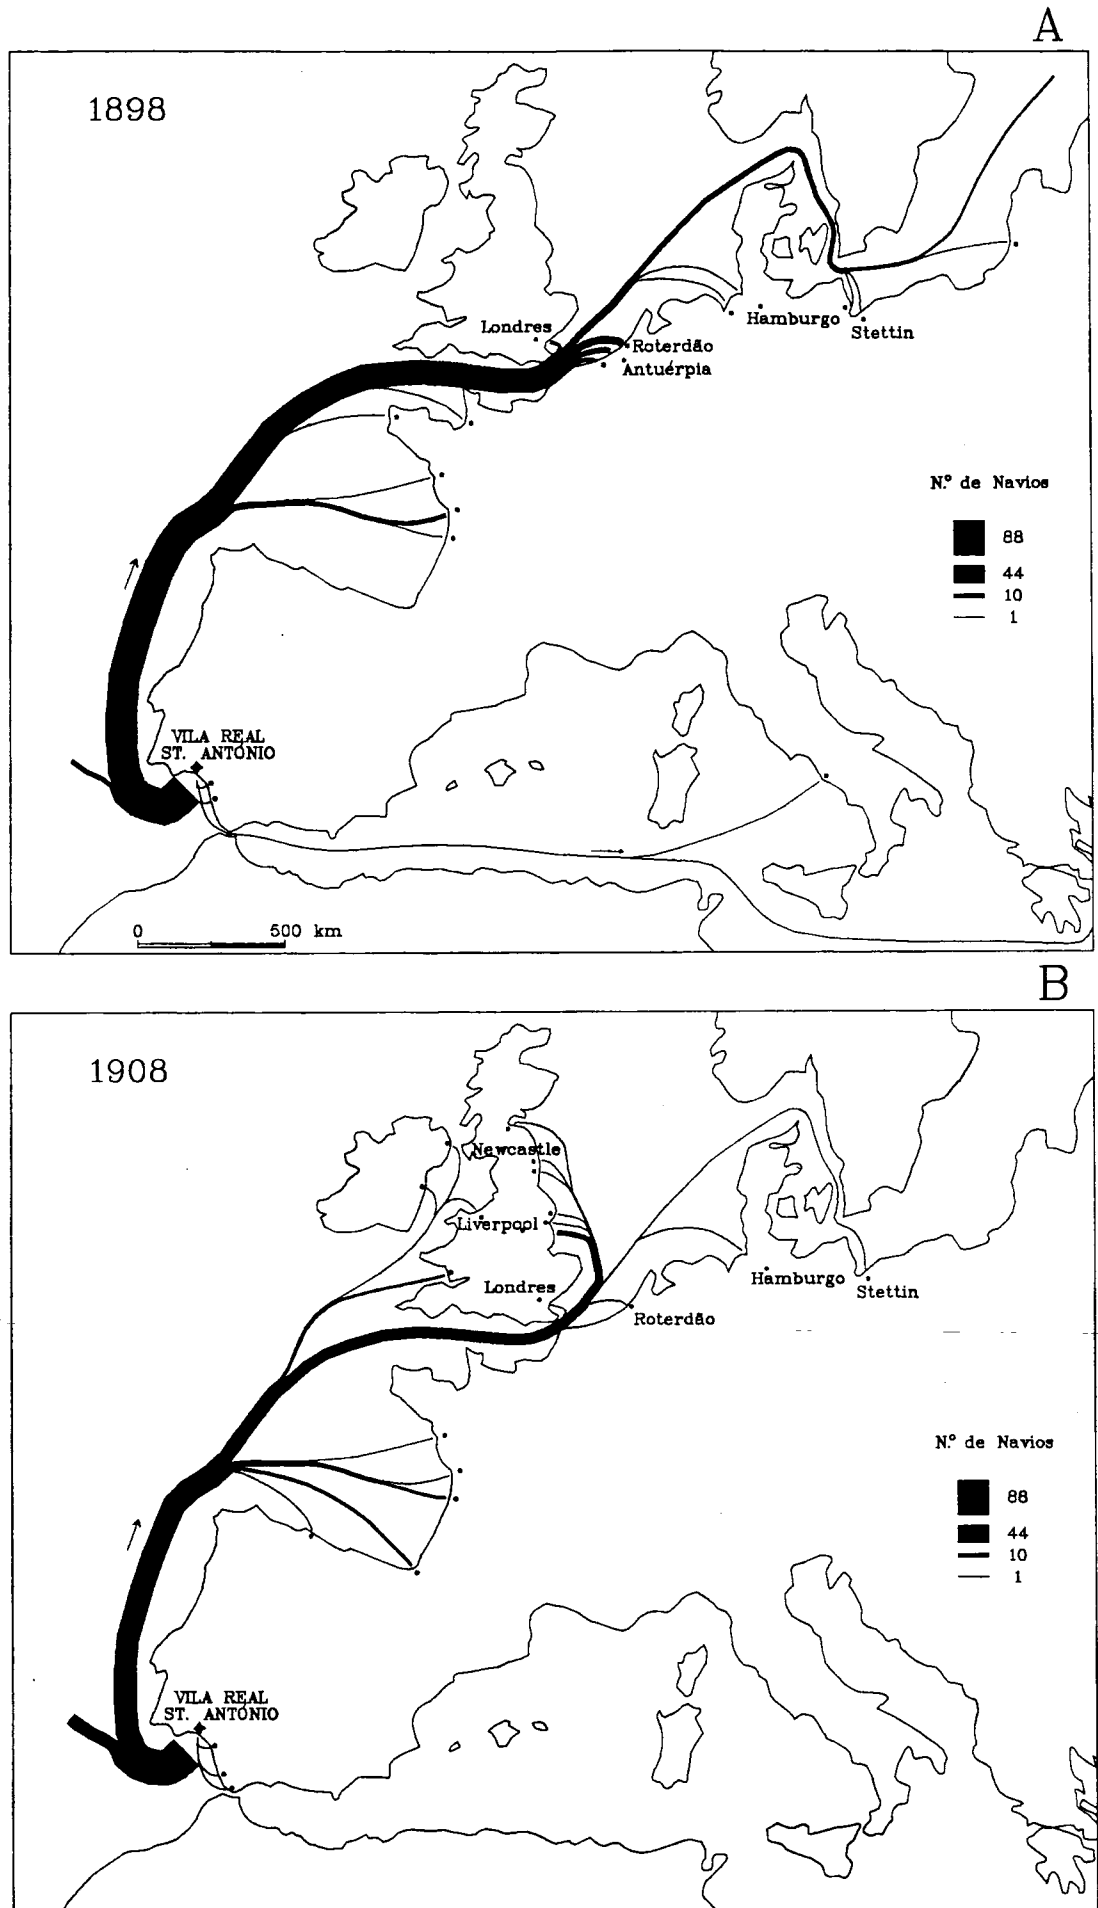 A
1898
Londres
Hamburgo
Stettin
Roterdão
Antuérpia
N.º de Navios
88
44
10
1
VILA REAL
ST. ANTÓNIO
0 500 km
B
1908
Newcastle
Liverpool
Londres
Hamburgo
Stettin
Roterdão
N.º de Navios
88
44
10
1
VILA REAL
ST. ANTÓNIO